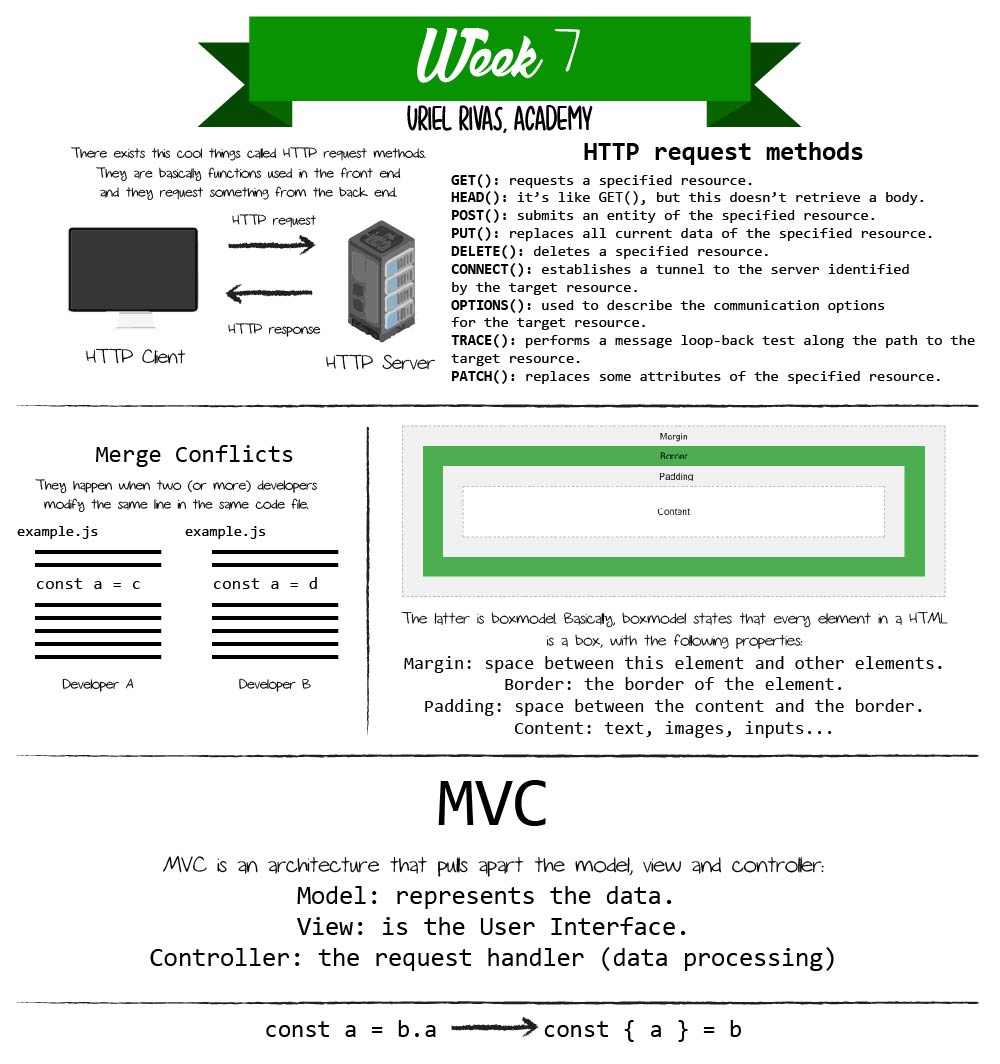 Week 7
URIEL RIVAS, ACADEMY
There exists this cool things called HTTP request methods.
They are basically functions used in the front end
and they request something from the back end.
HTTP request
HTTP response
HTTP Client
HTTP Server
HTTP request methods
GET(): requests a specified resource.
HEAD(): it's like GET(), but this doesn't retrieve a body.
POST(): submits an entity of the specified resource.
PUT(): replaces all current data of the specified resource.
DELETE(): deletes a specified resource.
CONNECT(): establishes a tunnel to the server identified
by the target resource.
OPTIONS(): used to describe the communication options
for the target resource.
TRACE(): performs a message loop-back test along the path to the
target resource.
PATCH(): replaces some attributes of the specified resource.
Merge Conflicts
They happen when two (or more) developers
modify the same line in the same code file.
example.js
const a = c
Developer A
example.js
const a = d
Developer B
Margin
Border
Padding
Content
The latter is boxmodel. Basically, boxmodel states that every element in a HTML
is a box, with the following properties:
Margin: space between this element and other elements.
Border: the border of the element.
Padding: space between the content and the border.
Content: text, images, inputs...
MVC
MVC is an architecture that pulls apart the model, view and controller:
Model: represents the data.
View: is the User Interface.
Controller: the request handler (data processing)
const a = b.a
const { a } = b